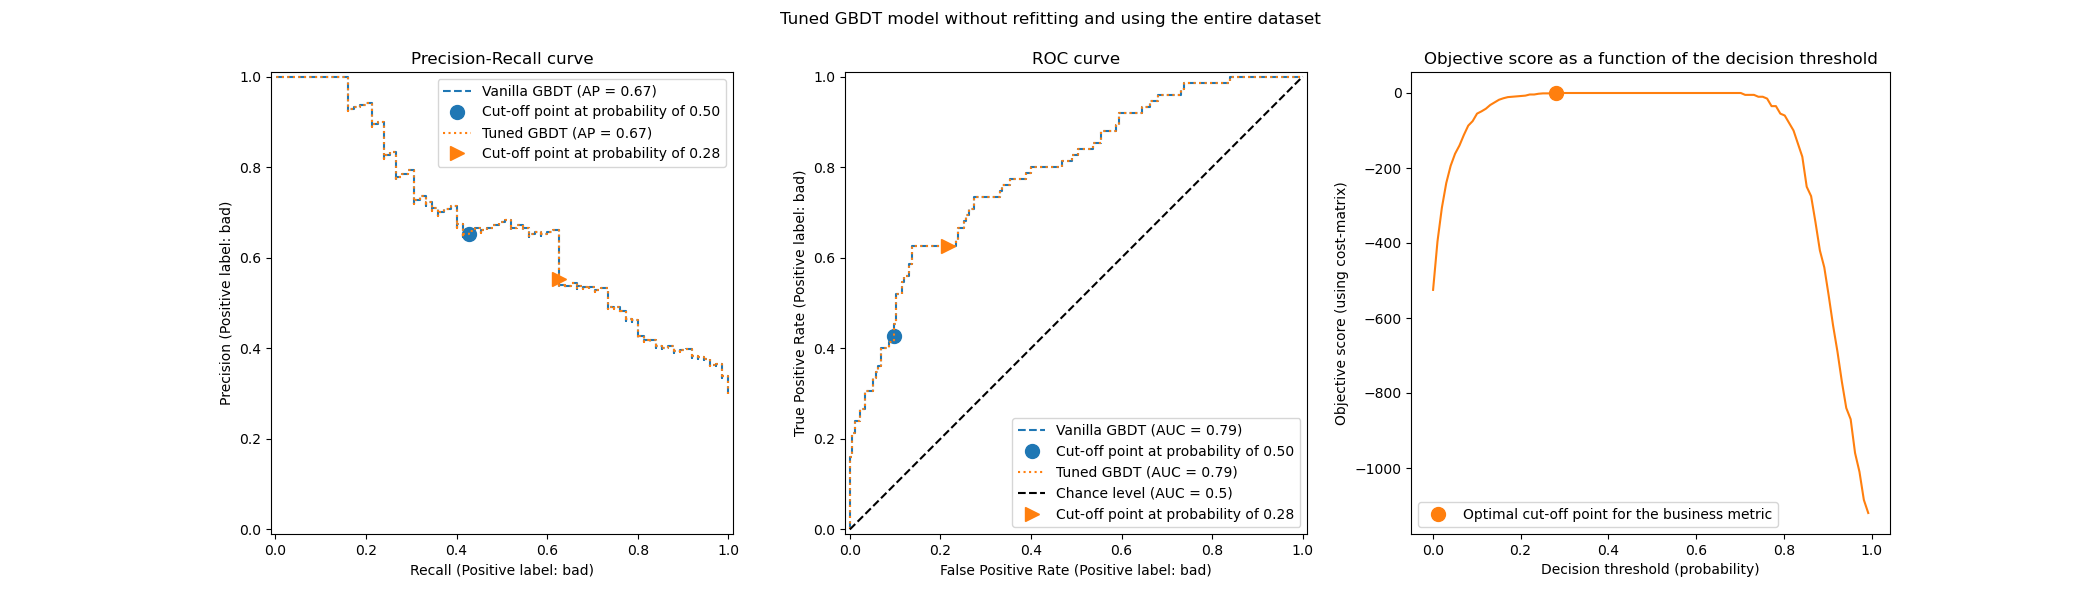 Tuned GBDT model without refitting and using the entire dataset
Precision-Recall curve
Precision (Positive label: bad)
1.0
0.8
0.6
0.4
0.2
0.0
Vanilla GBDT (AP = 0.67)
Cut-off point at probability of 0.50
Tuned GBDT (AP = 0.67)
Cut-off point at probability of 0.28
0.0 0.2 0.4 0.6 0.8 1.0
Recall (Positive label: bad)
ROC curve
True Positive Rate (Positive label: bad)
1.0
0.8
0.6
0.4
0.2
0.0
Vanilla GBDT (AUC = 0.79)
Cut-off point at probability of 0.50
Tuned GBDT (AUC = 0.79)
Chance level (AUC = 0.5)
Cut-off point at probability of 0.28
0.0 0.2 0.4 0.6 0.8 1.0
False Positive Rate (Positive label: bad)
Objective score as a function of the decision threshold
Objective score (using cost-matrix)
0
−200
−400
−600
−800
−1000
Optimal cut-off point for the business metric
0.0 0.2 0.4 0.6 0.8 1.0
Decision threshold (probability)